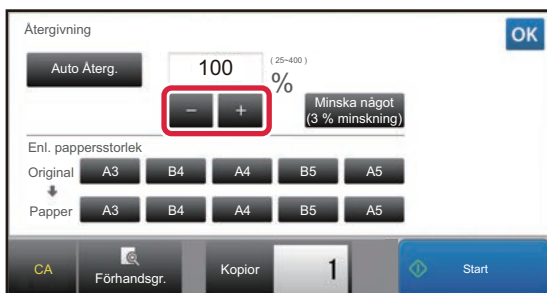 Återgivning
OK
Auto Återg.
100
( 25~400 )
%
− +
Minska något
(3 % minskning)
Enl. pappersstorlek
Original A3 B4 A4 B5 A5
Papper A3 B4 A4 B5 A5
CA
Förhandsgr.
Kopior
1
Start